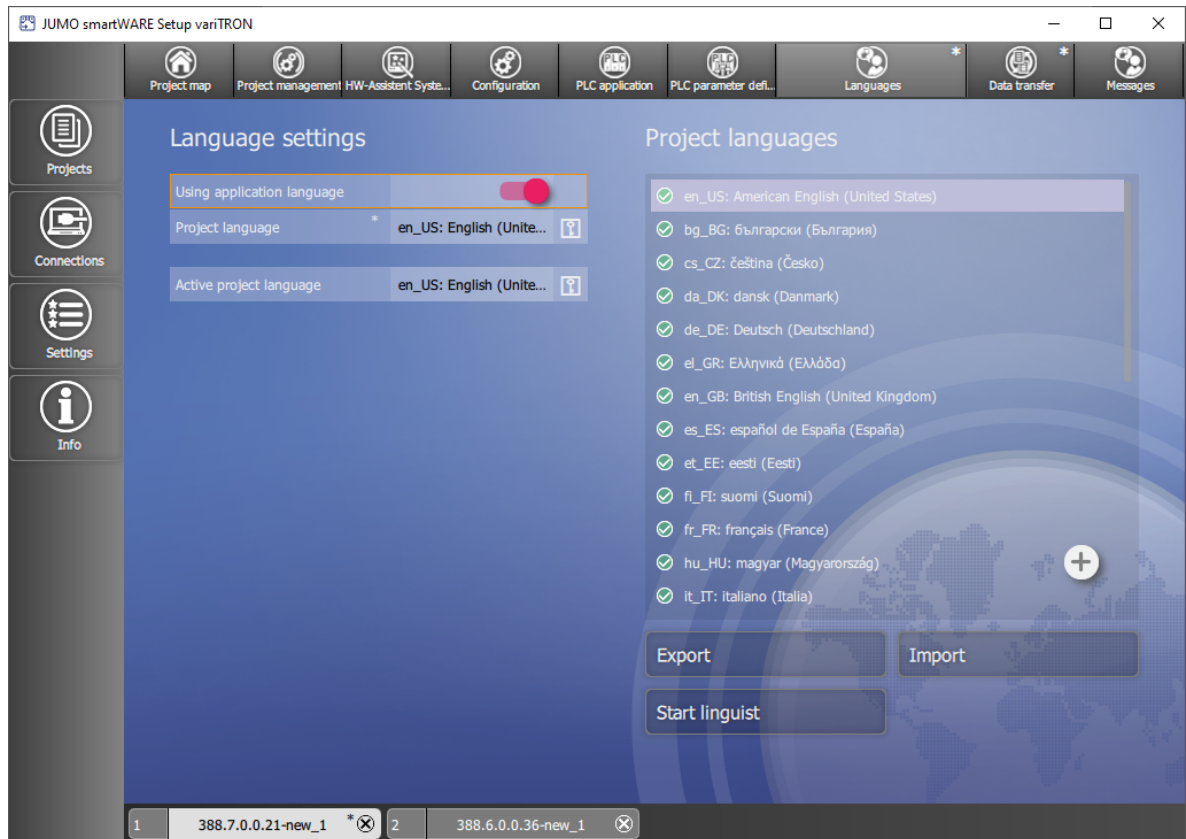 JUMO smartWARE Setup variTRON
Project map
Project management
HW-Assistent Syste...
Configuration
PLC application
PLC parameter defi...
Languages
*
Data transfer
*
Messages
Projects
Connections
Settings
Info
Language settings
Using application language
Project language * en_US: English (Unite...
Active project language en_US: English (Unite...
Project languages
en_US: American English (United States)
bg_BG: български (България)
cs_CZ: čeština (Česko)
da_DK: dansk (Danmark)
de_DE: Deutsch (Deutschland)
el_GR: Ελληνικά (Ελλάδα)
en_GB: British English (United Kingdom)
es_ES: español de España (España)
et_EE: eesti (Eesti)
fi_FI: suomi (Suomi)
fr_FR: français (France)
hu_HU: magyar (Magyarország)
it_IT: italiano (Italia)
Export
Import
Start linguist
1 388.7.0.0.21-new_1 *
2 388.6.0.0.36-new_1